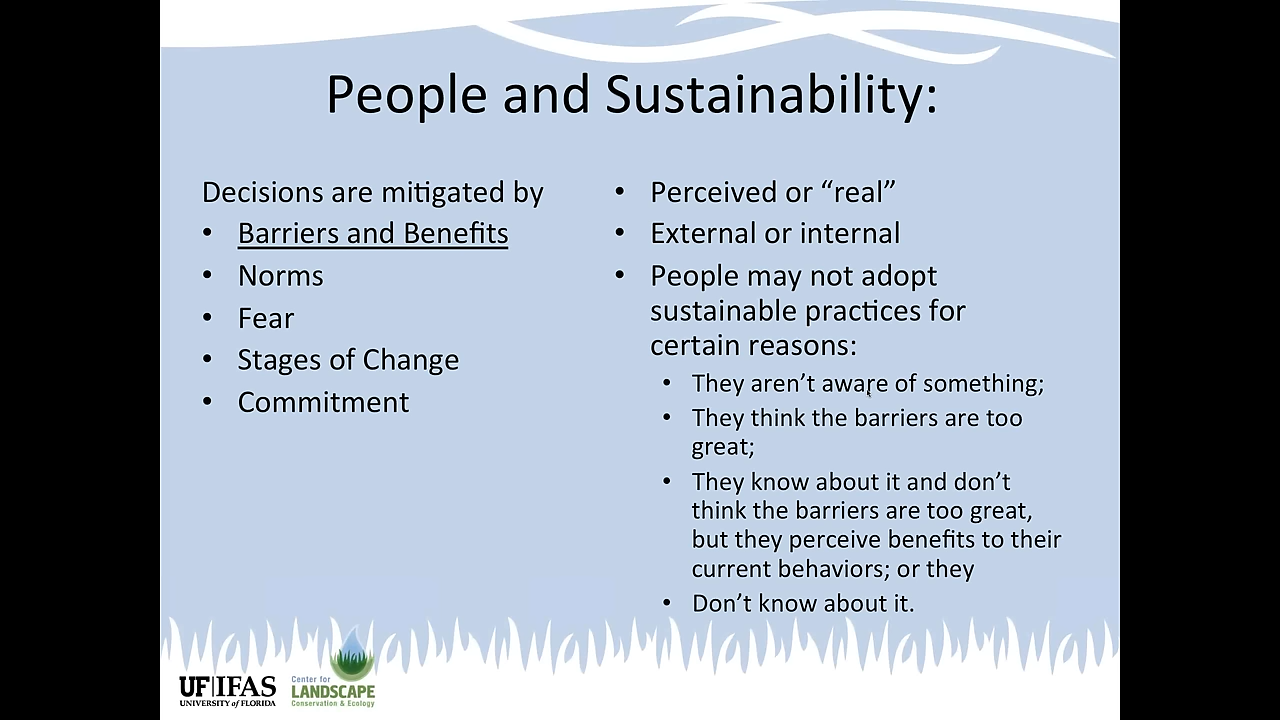 People and Sustainability:
Decisions are mitigated by
• Barriers and Benefits
• Norms
• Fear
• Stages of Change
• Commitment
• Perceived or “real”
• External or internal
• People may not adopt
sustainable practices for
certain reasons:
• They aren’t aware of something;
• They think the barriers are too
great;
• They know about it and don’t
think the barriers are too great,
but they perceive benefits to their
current behaviors; or they
• Don’t know about it.
UF|IFAS
UNIVERSITY of FLORIDA
Center for
LANDSCAPE
Conservation & Ecology